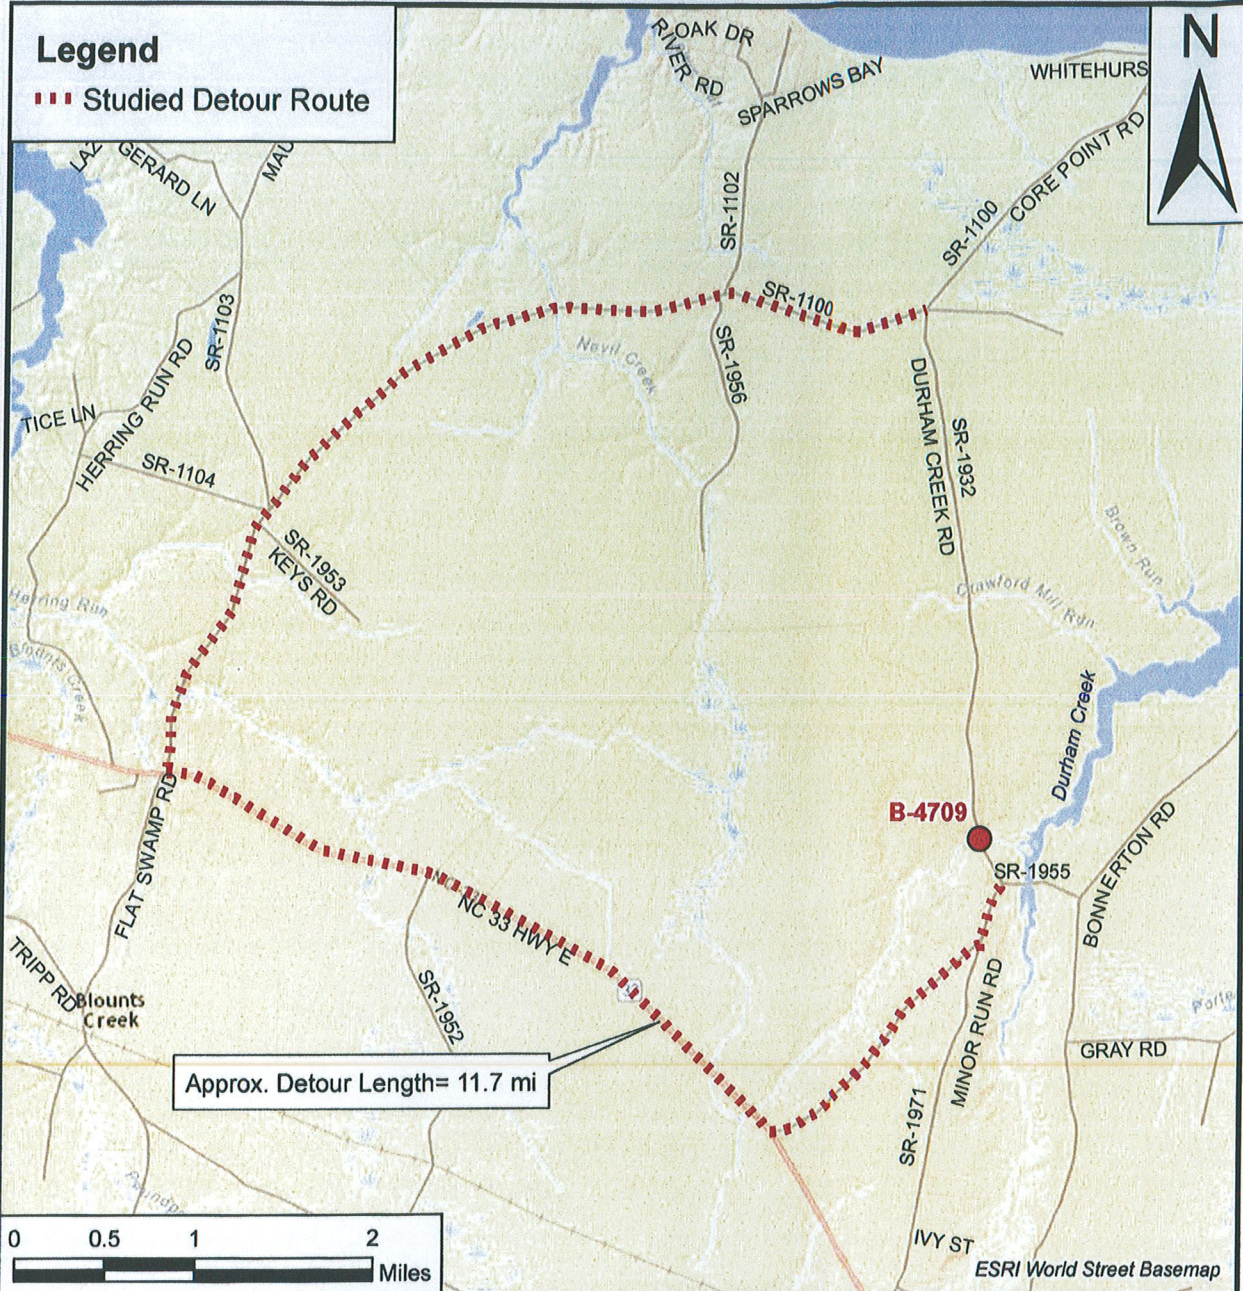 Legend
Studied Detour Route
N
OAK DR
RIVER RD
SPARROWS BAY
WHITEHURS
CORE POINT RD
SR-1100
LAZ
GERARD LN
MAU
SR-1102
SR-1103
SR-1100
HERRING RUN RD
TICE LN
SR-1104
Nevil Creek
SR-1956
DURHAM CREEK RD
SR-1932
SR-1953
KEYS RD
Brown Run
Crawford Mill Run
Herring Run
Blounts Creek
Durham Creek
B-4709
SR-1955
BONNERTON RD
FLAT SWAMP RD
NC 33 HWY E
TRIPP RD
Blounts
Creek
SR-1952
MINOR RUN RD
GRAY RD
Porte
Approx. Detour Length= 11.7 mi
SR-1971
IVY ST
0 0.5 1 2
Miles
ESRI World Street Basemap